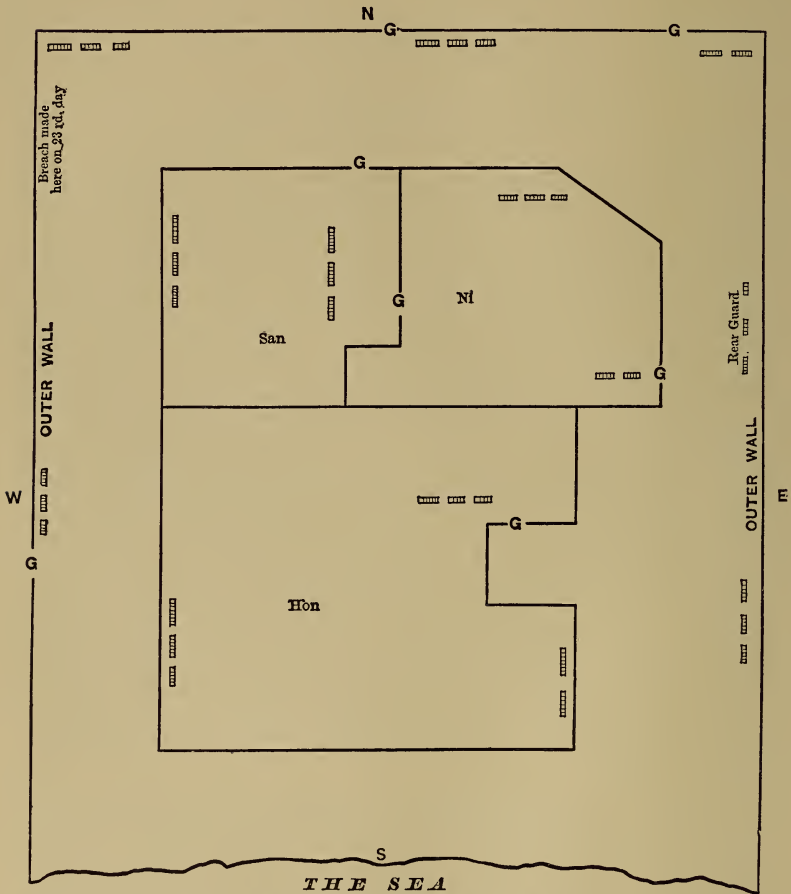 N
G
G
Breach made
here on 23 rd. day
G
Ni
G
San
Rear Guard
G
OUTER WALL
OUTER WALL
W
E
G
G
Hon
S
THE SEA